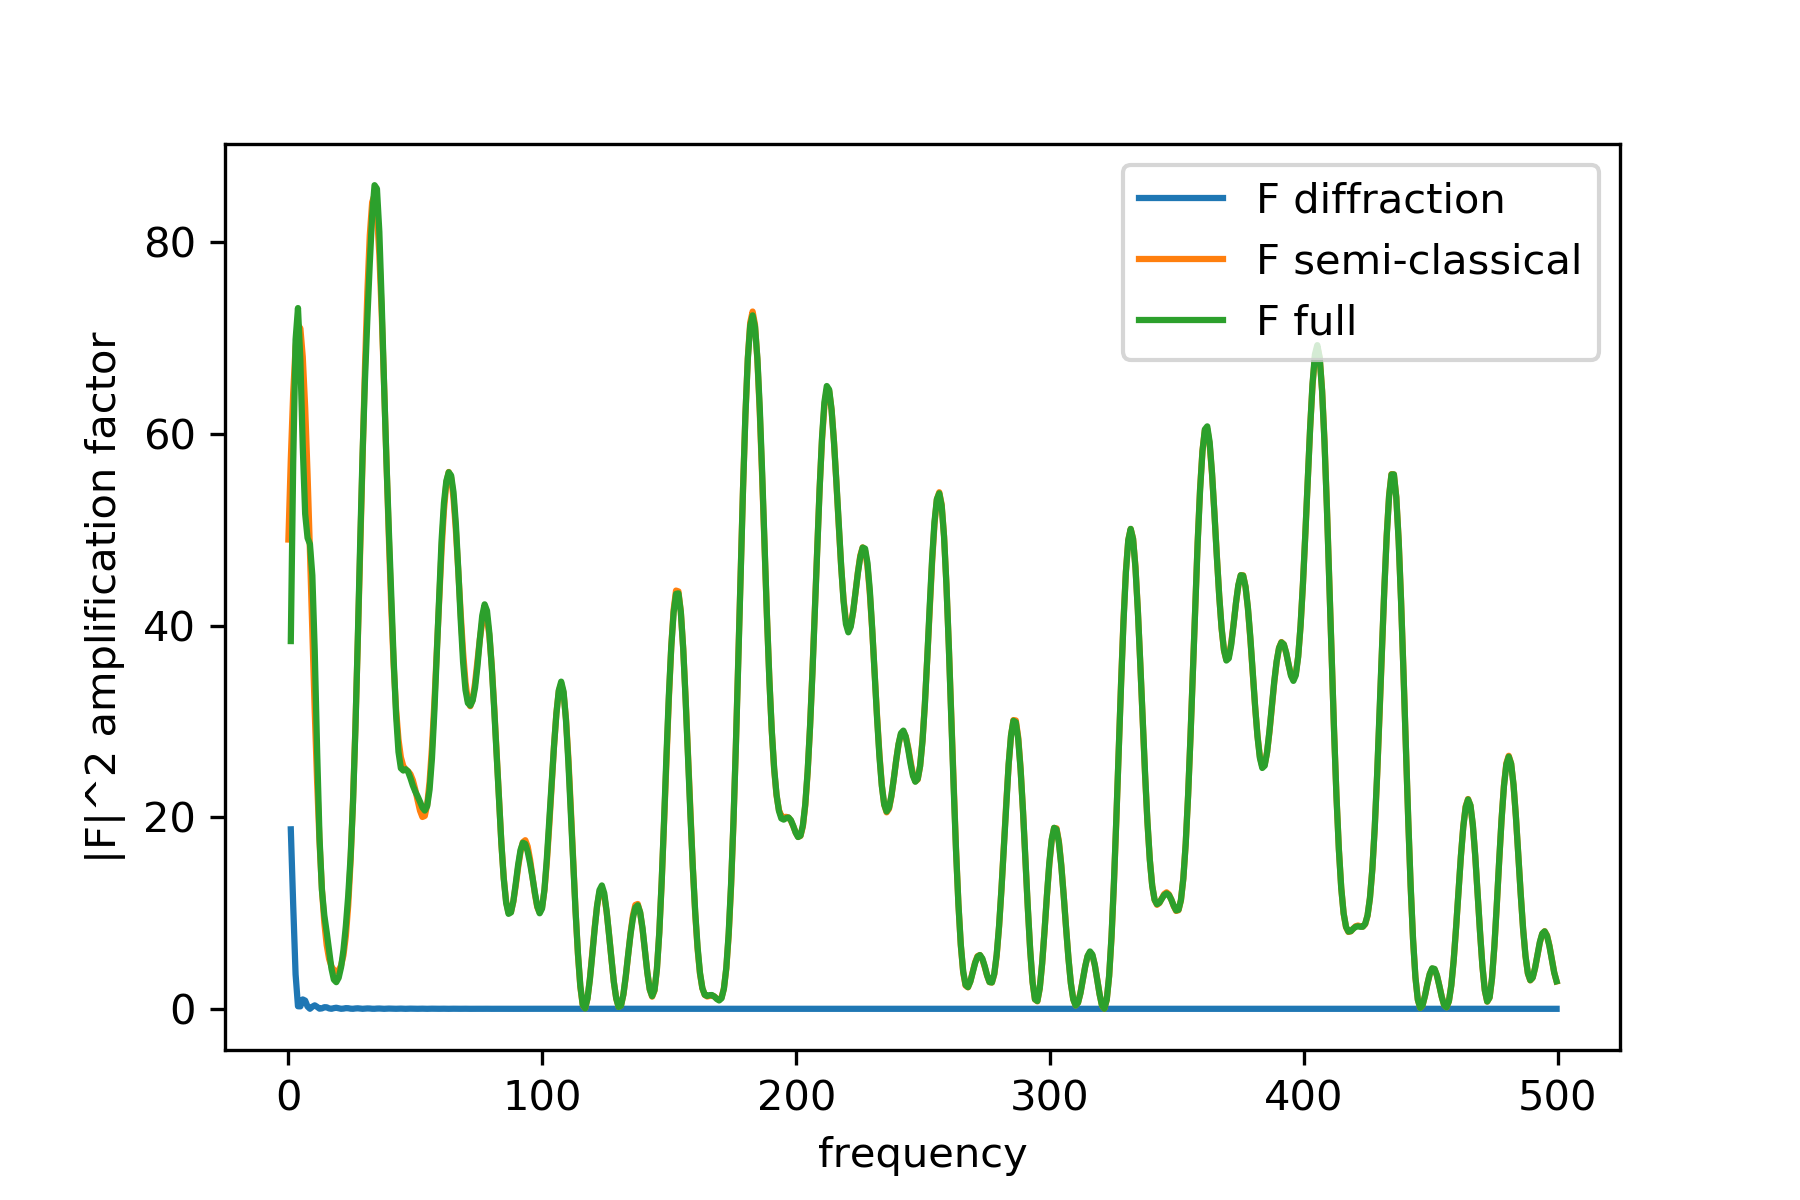 F diffraction
F semi-classical
F full
80
60
40
20
0
|F|^2 amplification factor
0 100 200 300 400 500
frequency